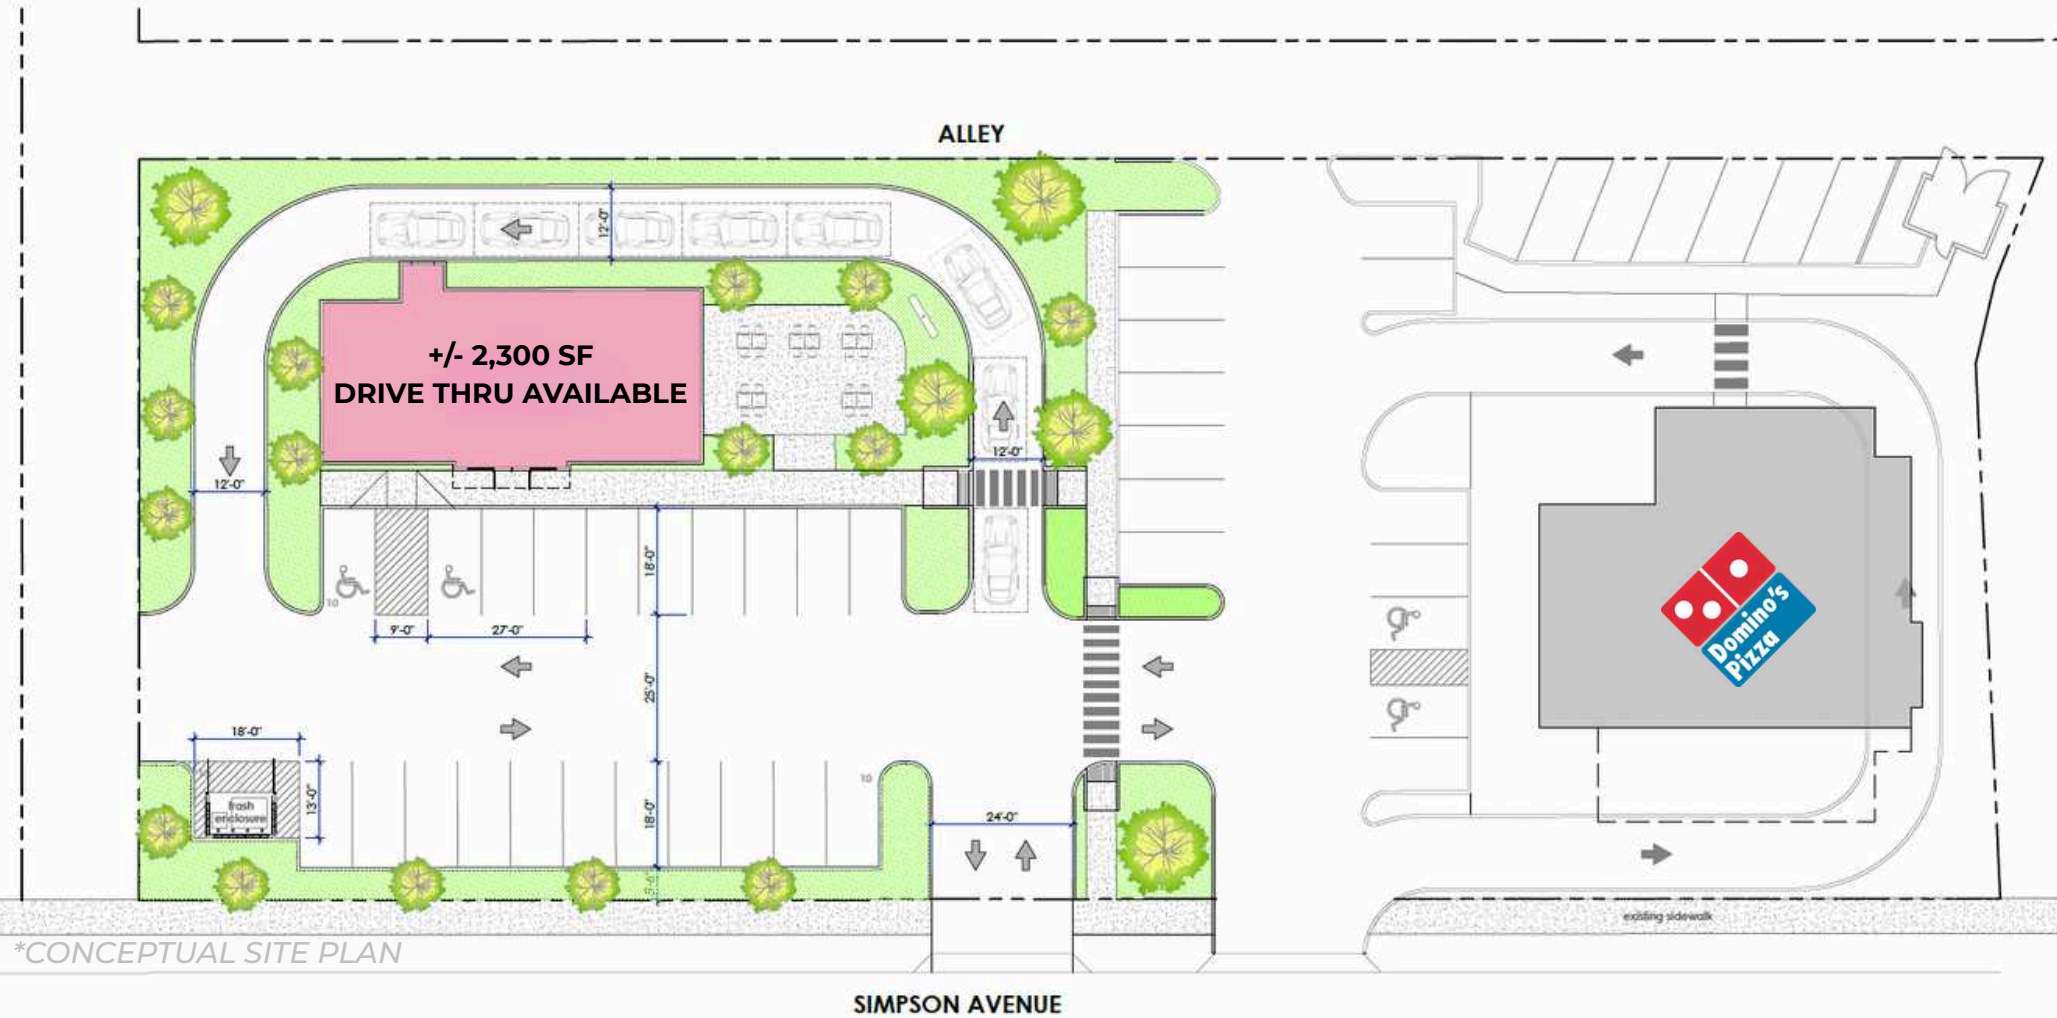 ALLEY
12'-0"
+/- 2,300 SF
DRIVE THRU AVAILABLE
12'-0"
12'-0"
18'-0"
10
9'-0"
27'-0"
25'-0"
18'-0"
13'-0"
trash
enclosure
18'-0"
10
24'-0"
Domino's
Pizza
existing sidewalk
*CONCEPTUAL SITE PLAN
SIMPSON AVENUE